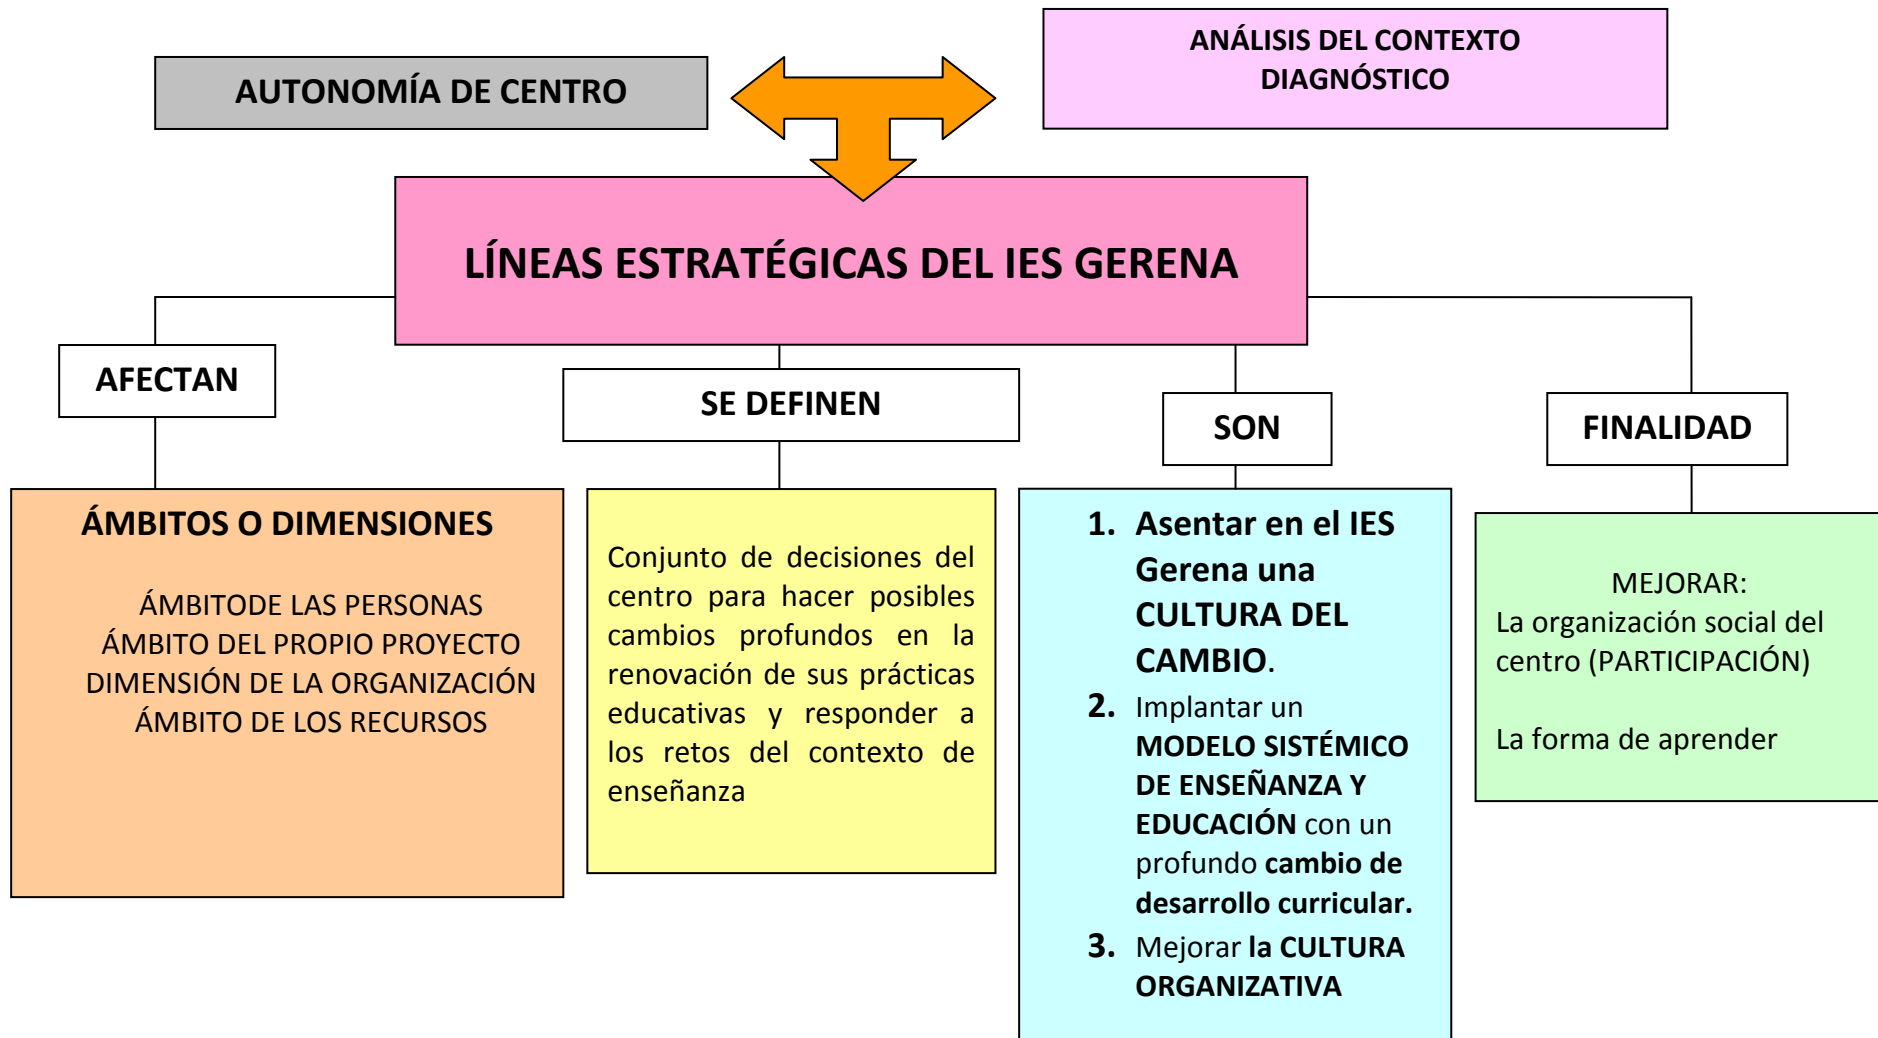 AUTONOMÍA DE CENTRO
ANÁLISIS DEL CONTEXTO
DIAGNÓSTICO
LÍNEAS ESTRATÉGICAS DEL IES GERENA
AFECTAN
SE DEFINEN
SON
FINALIDAD
ÁMBITOS O DIMENSIONES
ÁMBITODE LAS PERSONAS
ÁMBITO DEL PROPIO PROYECTO
DIMENSIÓN DE LA ORGANIZACIÓN
ÁMBITO DE LOS RECURSOS
Conjunto de decisiones del
centro para hacer posibles
cambios profundos en la
renovación de sus prácticas
educativas y responder a
los retos del contexto de
enseñanza
1. Asentar en el IES
Gerena una
CULTURA DEL
CAMBIO.
2. Implantar un
MODELO SISTÉMICO
DE ENSEÑANZA Y
EDUCACIÓN con un
profundo cambio de
desarrollo curricular.
3. Mejorar la CULTURA
ORGANIZATIVA
MEJORAR:
La organización social del
centro (PARTICIPACIÓN)
La forma de aprender